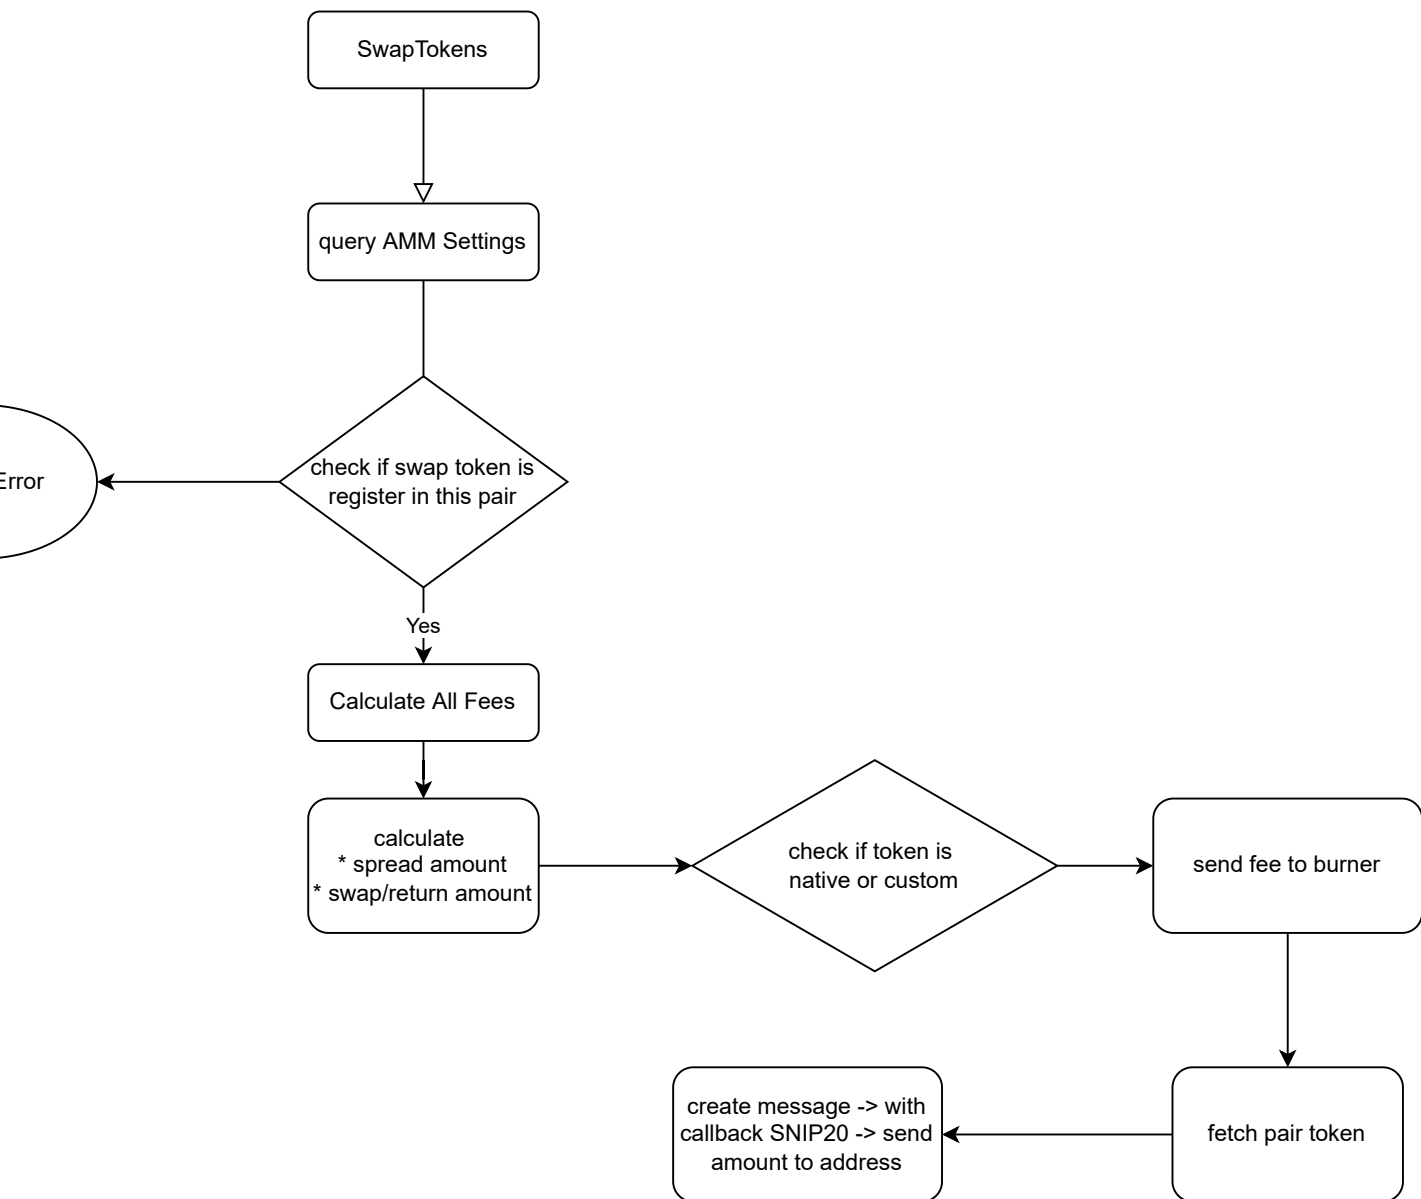 SwapTokens
query AMM Settings
check if swap token is
register in this pair
Error
Yes
Calculate All Fees
calculate
* spread amount
* swap/return amount
check if token is
native or custom
send fee to burner
fetch pair token
create message -> with
callback SNIP20 -> send
amount to address